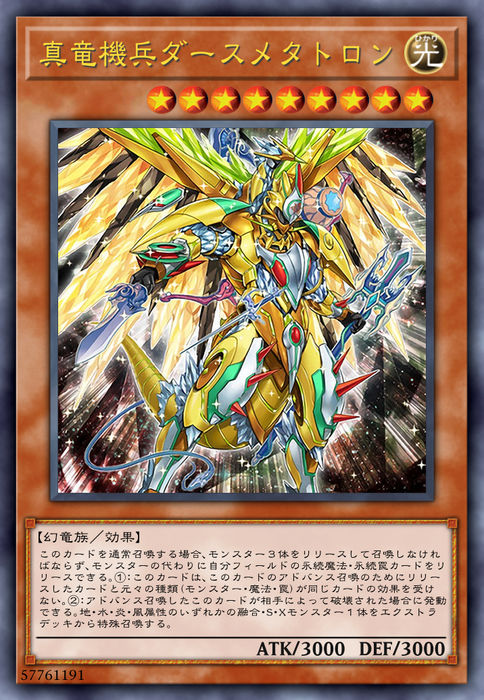 真竜機兵ダースメタトロン
ひかり
光
【幻竜族/効果】
このカードを通常召喚する場合、モンスター3体をリリースして召喚しなけれ
ばならず、モンスターの代わりに自分フィールドの永続魔法・永続罠カードをリ
リースできる。①:このカードは、このカードのアドバンス召喚のためにリリー
スしたカードと元々の種類(モンスター・魔法・罠)が同じカードの効果を受け
ない。②:アドバンス召喚したこのカードが相手によって破壊された場合に発動
できる。地・水・炎・風属性のいずれかの融合・S・Xモンスター1体をエクストラ
デッキから特殊召喚する。
ATK/3000 DEF/3000
57761191